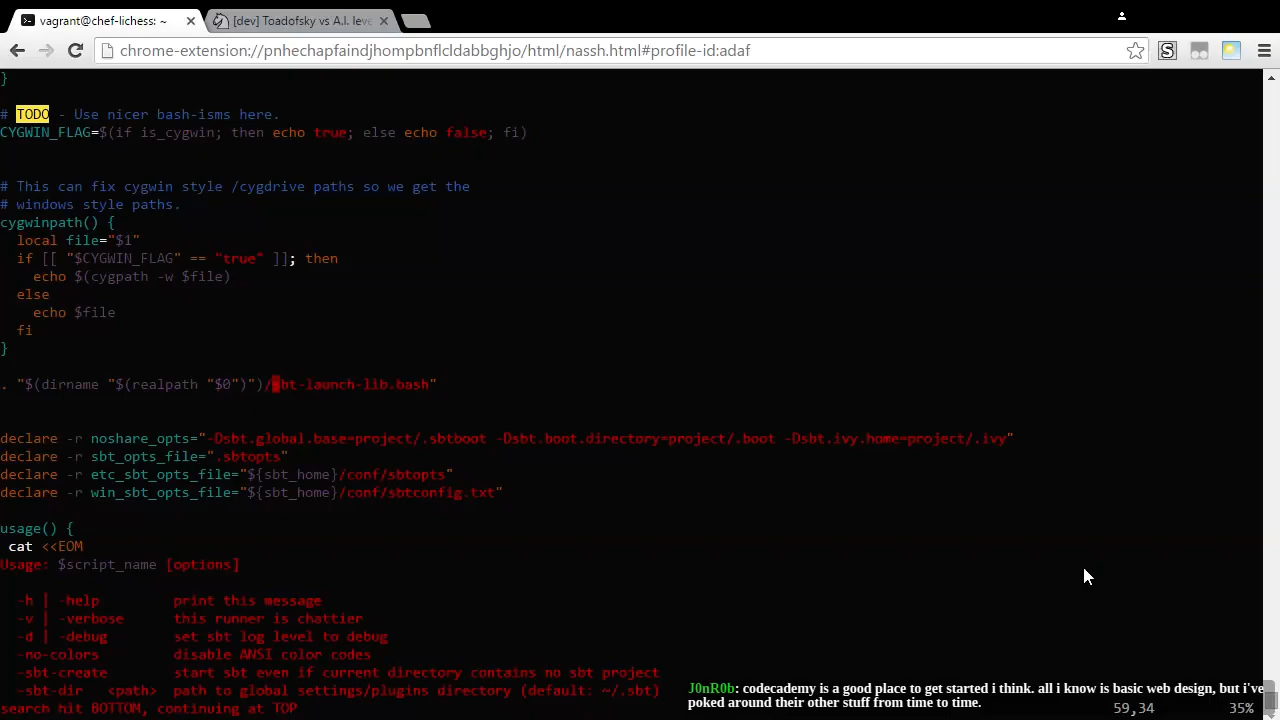 vagrant@chef-lichess: ~
[dev] Toadofsky vs A.I. leve
chrome-extension://pnhechapfaindjhompbnflcldabbghjo/html/nassh.html#profile-id:adaf
}
# TODO - Use nicer bash-isms here.
CYGWIN_FLAG=$(if is_cygwin; then echo true; else echo false; fi)
# This can fix cygwin style /cygdrive paths so we get the
# windows style paths.
cygwinpath() {
local file="$1"
if [[ "$CYGWIN_FLAG" == "true" ]]; then
echo $(cygpath -w $file)
else
echo $file
fi
}
. "$(dirname "$(realpath "$0")")/sbt-launch-lib.bash"
declare -r noshare_opts="-Dsbt.global.base=project/.sbtboot -Dsbt.boot.directory=project/.boot -Dsbt.ivy.home=project/.ivy"
declare -r sbt_opts_file=".sbtopts"
declare -r etc_sbt_opts_file="${sbt_home}/conf/sbtopts"
declare -r win_sbt_opts_file="${sbt_home}/conf/sbtconfig.txt"
usage() {
cat <<EOM
Usage: $script_name [options]
-h | -help print this message
-v | -verbose this runner is chattier
-d | -debug set sbt log level to debug
-no-colors disable ANSI color codes
-sbt-create start sbt even if current directory contains no sbt project
-sbt-dir <path> path to global settings/plugins directory (default: ~/.sbt)
search hit BOTTOM, continuing at TOP
59,34 35%
J0nR0b: codecademy is a good place to get started i think. all i know is basic web design, but i've
poked around their other stuff from time to time.